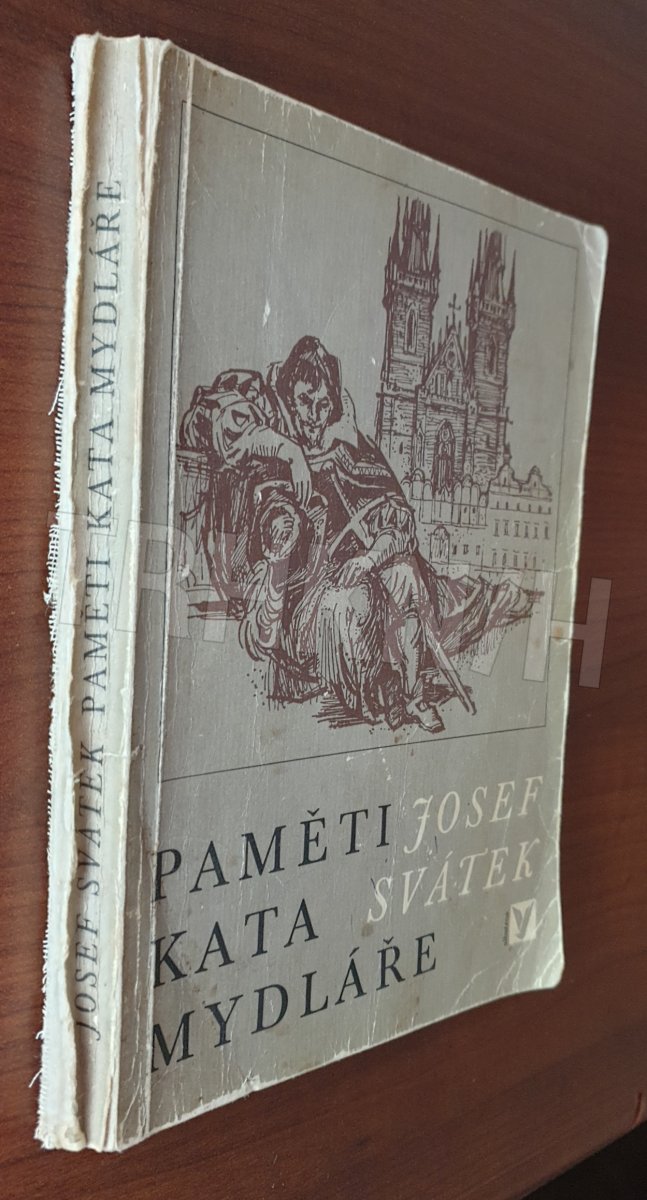 JOSEF SVÁTEK PAMĚTI KATA MYDLÁŘE
PAMĚTI
KATA
MYDLÁŘE
JOSEF
SVÁTEK